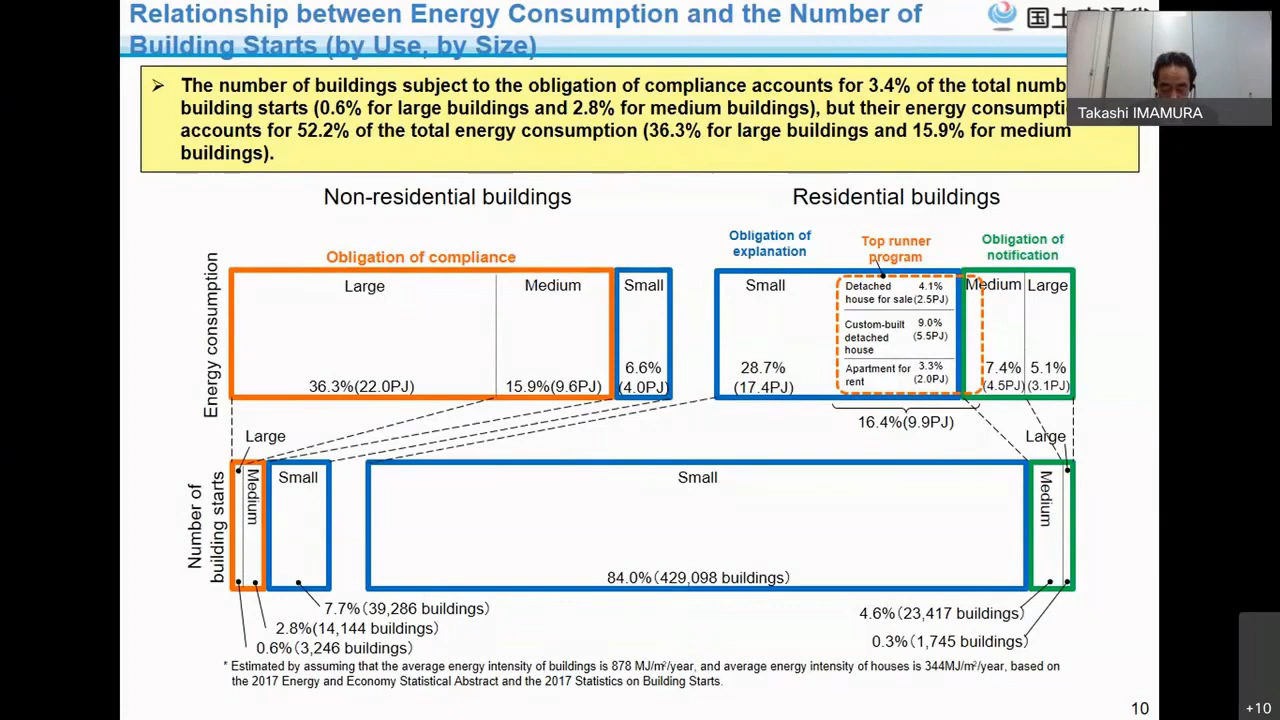 Relationship between Energy Consumption and the Number of
Building Starts (by Use, by Size)
国土交通省
Takashi IMAMURA
➢ The number of buildings subject to the obligation of compliance accounts for 3.4% of the total
building starts (0.6% for large buildings and 2.8% for medium buildings), but their energy
accounts for 52.2% of the total energy consumption (36.3% for large buildings and 15.9% for medium
buildings).
Non-residential buildings
Residential buildings
Obligation of compliance
Obligation of
explanation
Top runner
program
Obligation of
notification
Energy consumption
Large
36.3%(22.0PJ)
Medium
15.9%(9.6PJ)
Small
6.6%
(4.0PJ)
Small
28.7%
(17.4PJ)
Detached 4.1%
house for sale (2.5PJ)
Custom-built 9.0%
detached (5.5PJ)
house
Apartment for 3.3%
rent (2.0PJ)
16.4%(9.9PJ)
Medium
7.4%
(4.5PJ)
Large
5.1%
(3.1PJ)
Number of
building starts
Large
Medium
Small
Small
84.0%(429,098 buildings)
Large
Medium
7.7%(39,286 buildings)
2.8%(14,144 buildings)
0.6%(3,246 buildings)
4.6%(23,417 buildings)
0.3%(1,745 buildings)
* Estimated by assuming that the average energy intensity of buildings is 878 MJ/㎡/year, and average energy intensity of houses is 344MJ/㎡/year, based on
the 2017 Energy and Economy Statistical Abstract and the 2017 Statistics on Building Starts.
10
+10